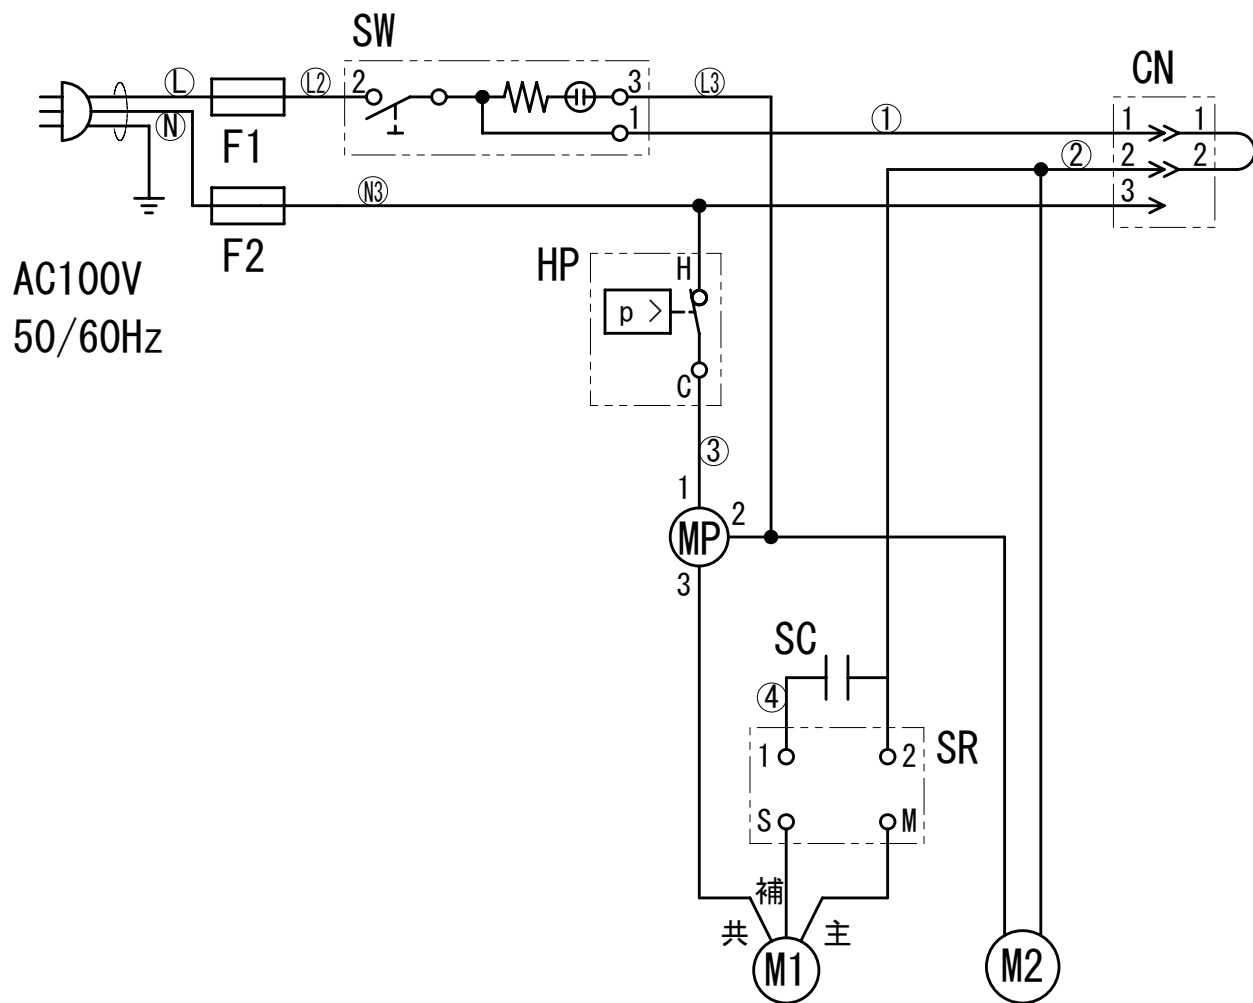 SW
CN
Ⓛ
L2
2
3
L3
1
①
1
1
Ⓝ
F1
②
2
2
N3
3
F2
AC100V
50/60Hz
HP
H
p >
C
③
1
MP
2
3
SC
④
1
2
SR
S
M
補
共
主
M1
M2